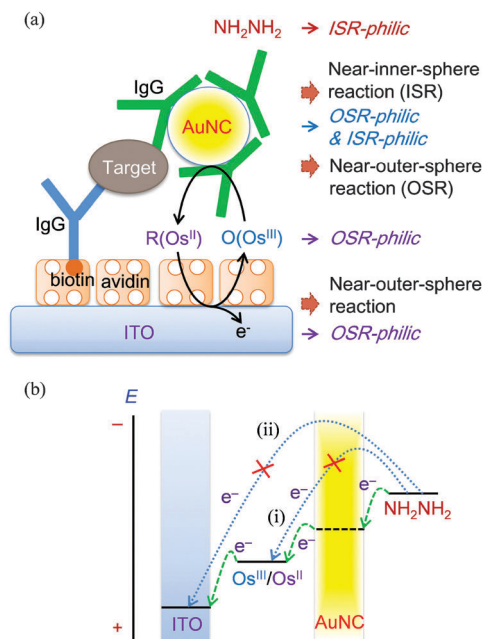 (a)
NH₂NH₂ → ISR-philic
IgG
Near-inner-sphere
reaction (ISR)
AuNC
OSR-philic
& ISR-philic
Target
Near-outer-sphere
reaction (OSR)
IgG
R(Osᴵᴵ) O(Osᴵᴵᴵ) → OSR-philic
biotin avidin
Near-outer-sphere
reaction
ITO e⁻ → OSR-philic
(b)
E
−
(ii)
e⁻
NH₂NH₂
e⁻
(i)
e⁻
e⁻
e⁻
Osᴵᴵᴵ/Osᴵᴵ
+
ITO
AuNC